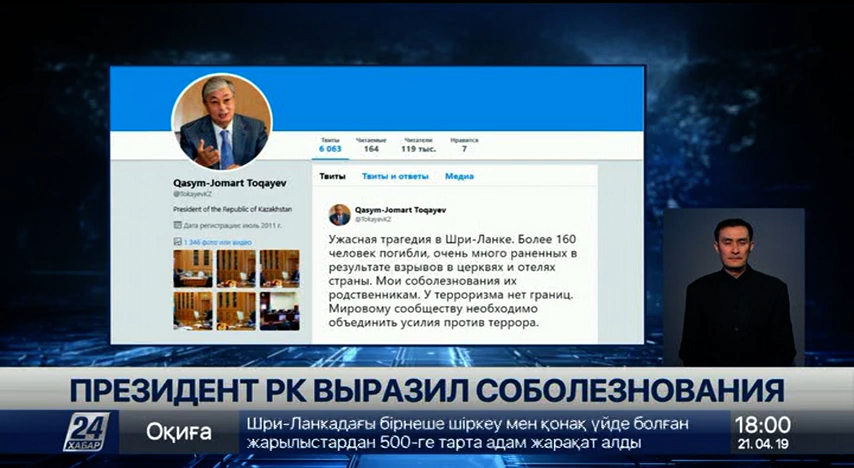 Твиты Читаемые Читатели Нравится
6 063 164 119 тыс. 7
Qasym-Jomart Toqayev
@TokayevKZ
President of the Republic of Kazakhstan
Дата регистрации: июль 2011 г.
1 346 фото или видео
Твиты Твиты и ответы Медиа
Qasym-Jomart Toqayev
@TokayevKZ
Ужасная трагедия в Шри-Ланке. Более 160
человек погибли, очень много раненных в
результате взрывов в церквях и отелях
страны. Мои соболезнования их
родственникам. У терроризма нет границ.
Мировому сообществу необходимо
объединить усилия против террора.
ПРЕЗИДЕНТ РК ВЫРАЗИЛ СОБОЛЕЗНОВАНИЯ
24
ХАБАР
Оқиға
Шри-Ланкадағы бірнеше шіркеу мен қонақ үйде болған
жарылыстардан 500-ге тарта адам жарақат алды
18:00
21.04.19